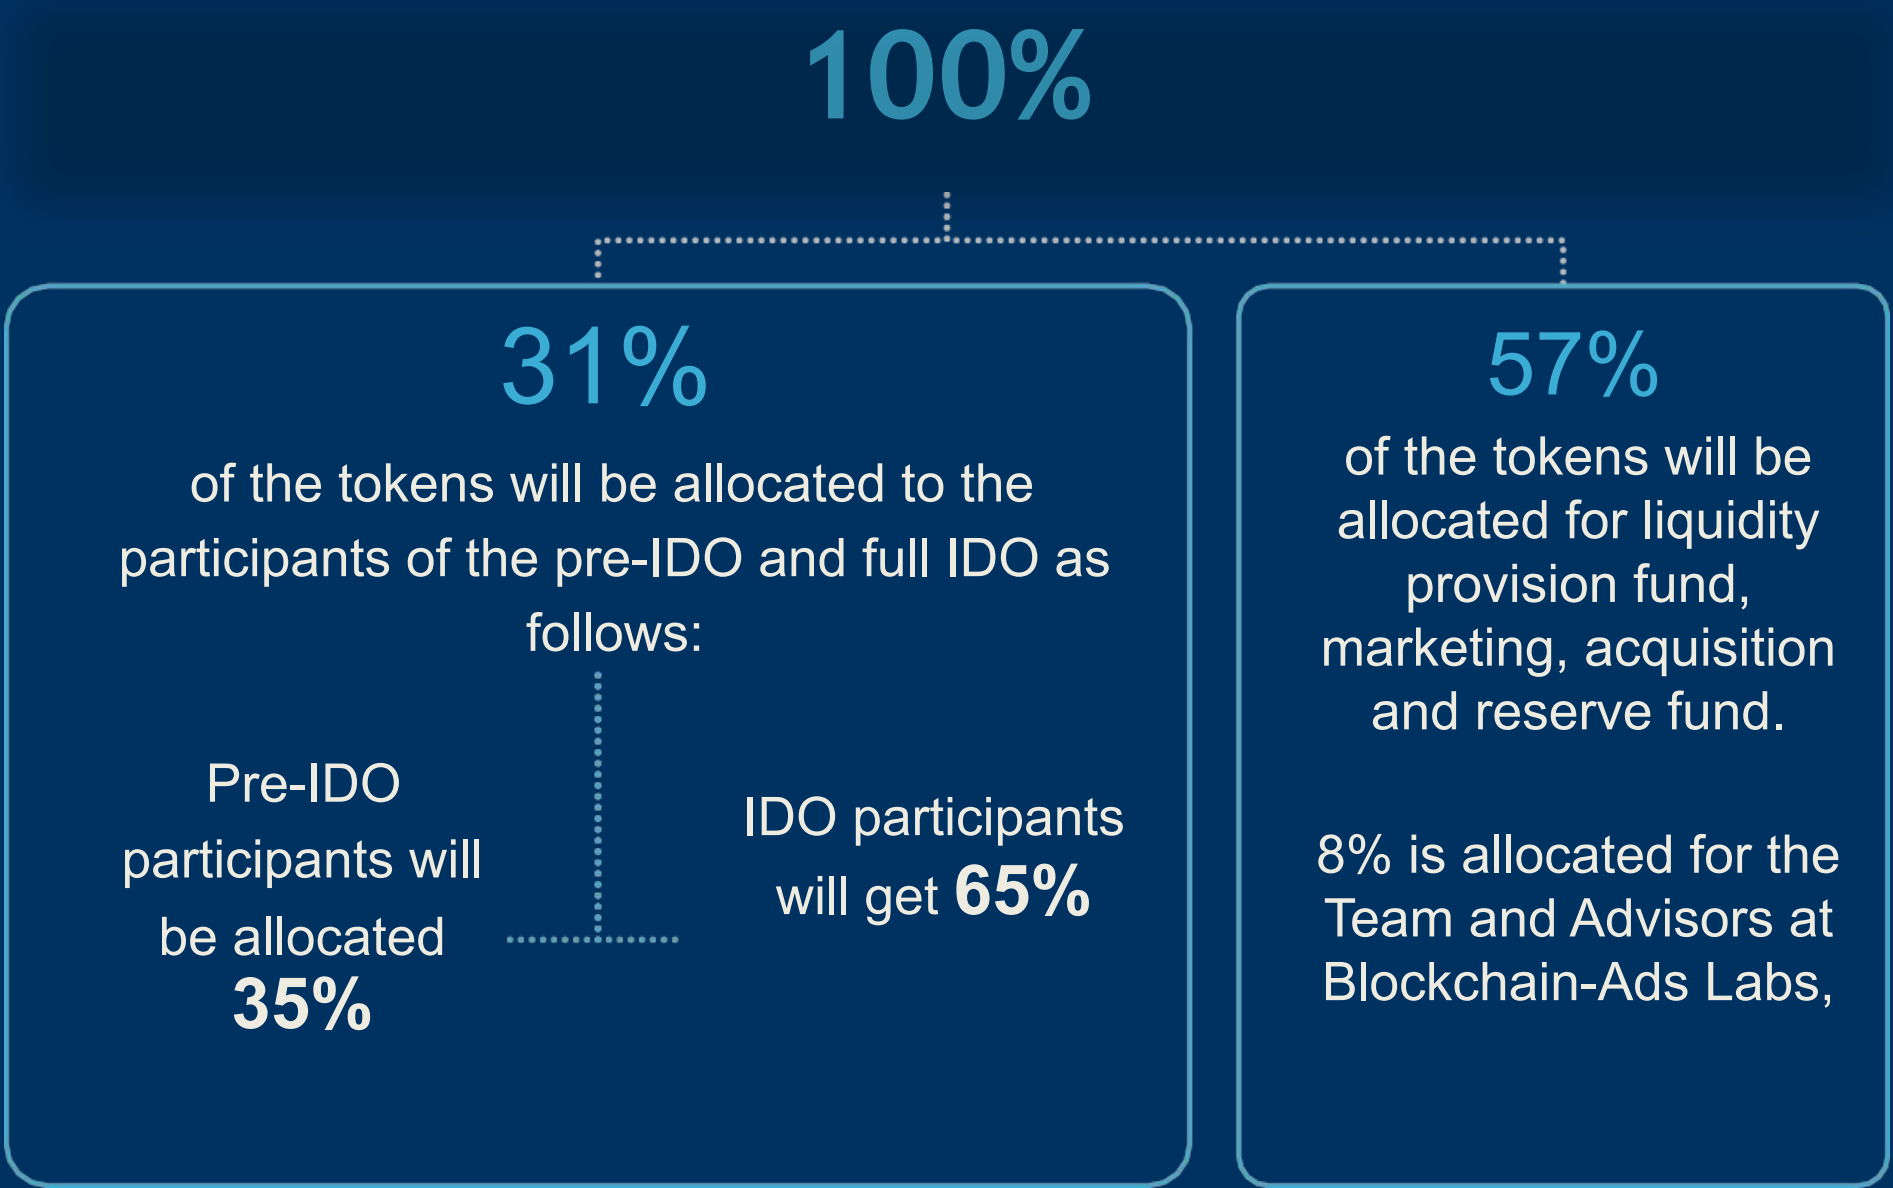 100%
31%
of the tokens will be allocated to the
participants of the pre-IDO and full IDO as
follows:
Pre-IDO
participants will
be allocated
35%
IDO participants
will get 65%
57%
of the tokens will be
allocated for liquidity
provision fund,
marketing, acquisition
and reserve fund.
8% is allocated for the
Team and Advisors at
Blockchain-Ads Labs,